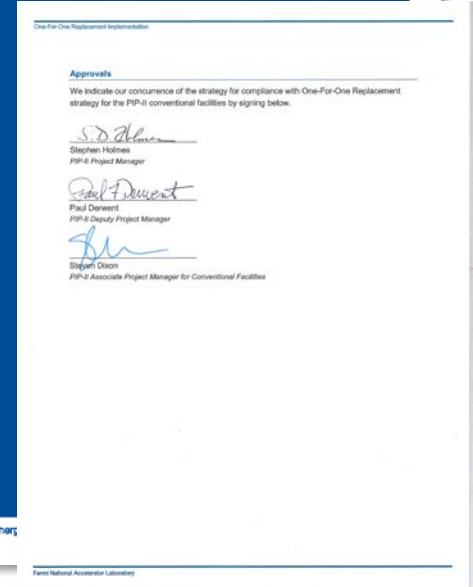 One-For-One Replacement Implementation
Approvals
We indicate our concurrence of the strategy for compliance with One-For-One Replacement
strategy for the PIP-II conventional facilities by signing below.
Stephen Holmes
PIP-II Project Manager
Paul F Derwent
Paul Derwent
PIP-II Deputy Project Manager
Steven Dixon
PIP-II Associate Project Manager for Conventional Facilities
Fermi National Accelerator Laboratory